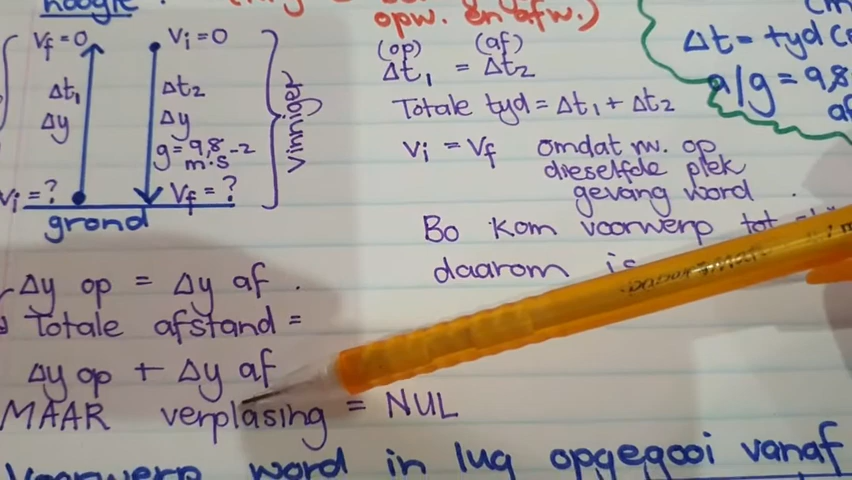 opw. en afw.)
Vf=0
Vi=0
Δt1
Δt2
Δy
Δy
g=9,8
m·s-2
Vi=?
Vf=?
grond
(op) (af)
Δt1 = Δt2
Totale tyd = Δt1 + Δt2
Vi = Vf omdat vw. op
dieselfde plek
gevang word.
Bo kom voorwerp tot
daarom is
Δt = tyd
a/g = 9,8
Δy op = Δy af.
Totale afstand =
Δy op + Δy af
MAAR verplasing = NUL
Voorwerp word in lug opgegooi vanaf